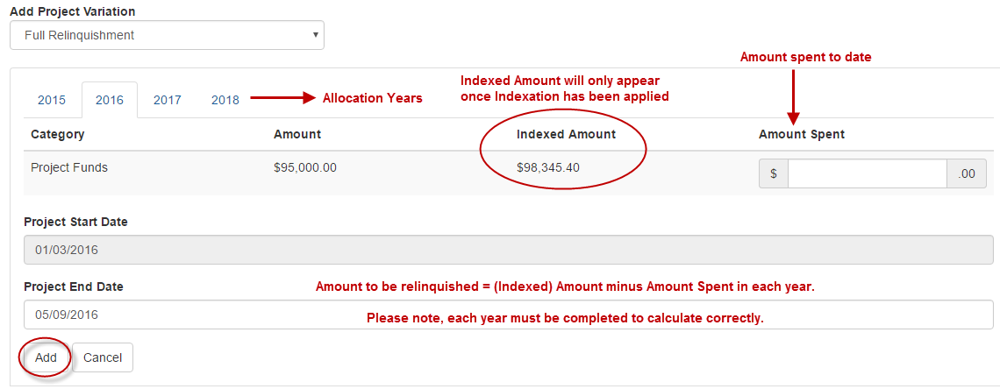 Add Project Variation
Full Relinquishment
Amount spent to date
2015 2016 2017 2018
Allocation Years
Indexed Amount will only appear
once Indexation has been applied
Category Amount Indexed Amount Amount Spent
Project Funds $95,000.00 $98,345.40 $ .00
Project Start Date
01/03/2016
Project End Date
Amount to be relinquished = (Indexed) Amount minus Amount Spent in each year.
05/09/2016
Please note, each year must be completed to calculate correctly.
Add Cancel